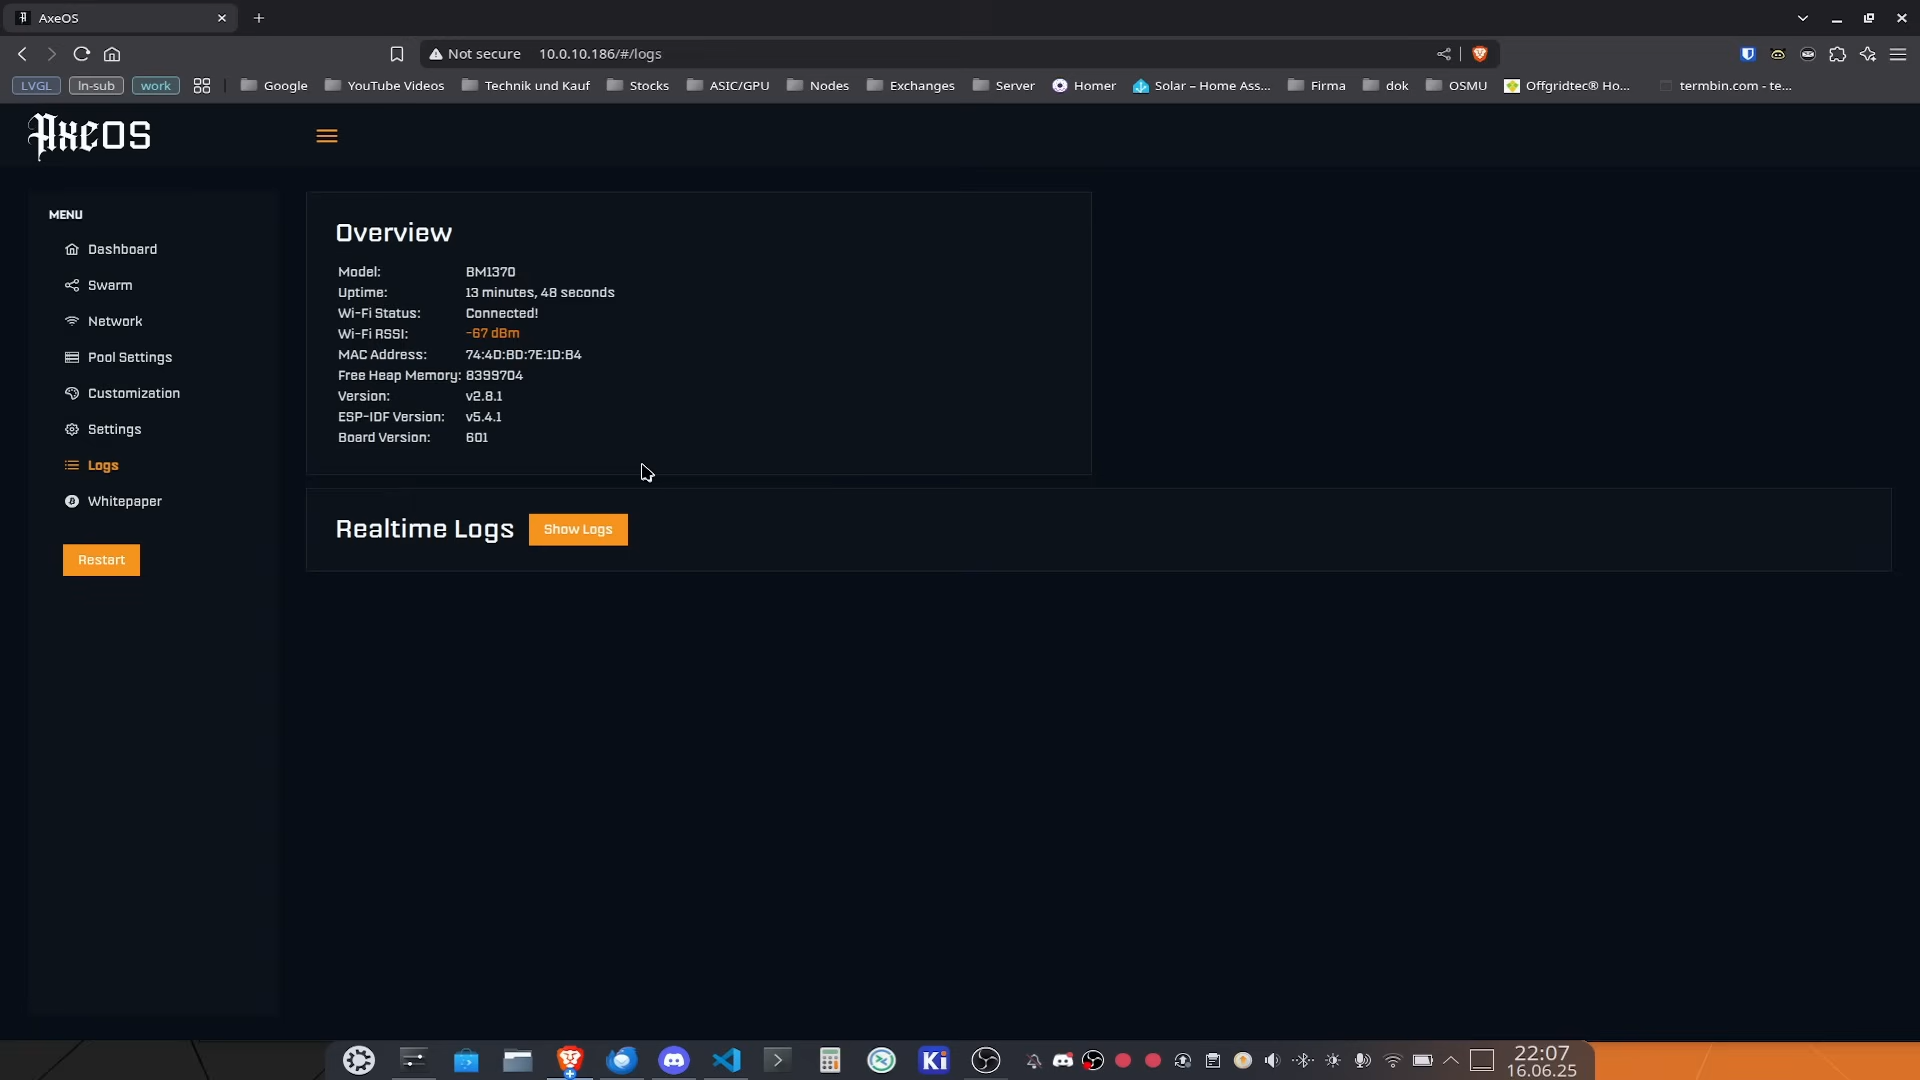 AxeOS
Not secure 10.0.10.186/#/logs
LVGL In-sub work Google YouTube Videos Technik und Kauf Stocks ASIC/GPU Nodes Exchanges Server Homer Solar – Home Ass... Firma dok OSMU Offgridtec® Ho... termbin.com - te...
AxeOS
MENU
Dashboard
Swarm
Network
Pool Settings
Customization
Settings
Logs
Whitepaper
Restart
Overview
Model: BM1370
Uptime: 13 minutes, 48 seconds
Wi-Fi Status: Connected!
Wi-Fi RSSI: -67 dBm
MAC Address: 74:4D:BD:7E:1D:B4
Free Heap Memory: 8399704
Version: v2.8.1
ESP-IDF Version: v5.4.1
Board Version: 601
Realtime Logs Show Logs
Ki
22:07
16.06.25